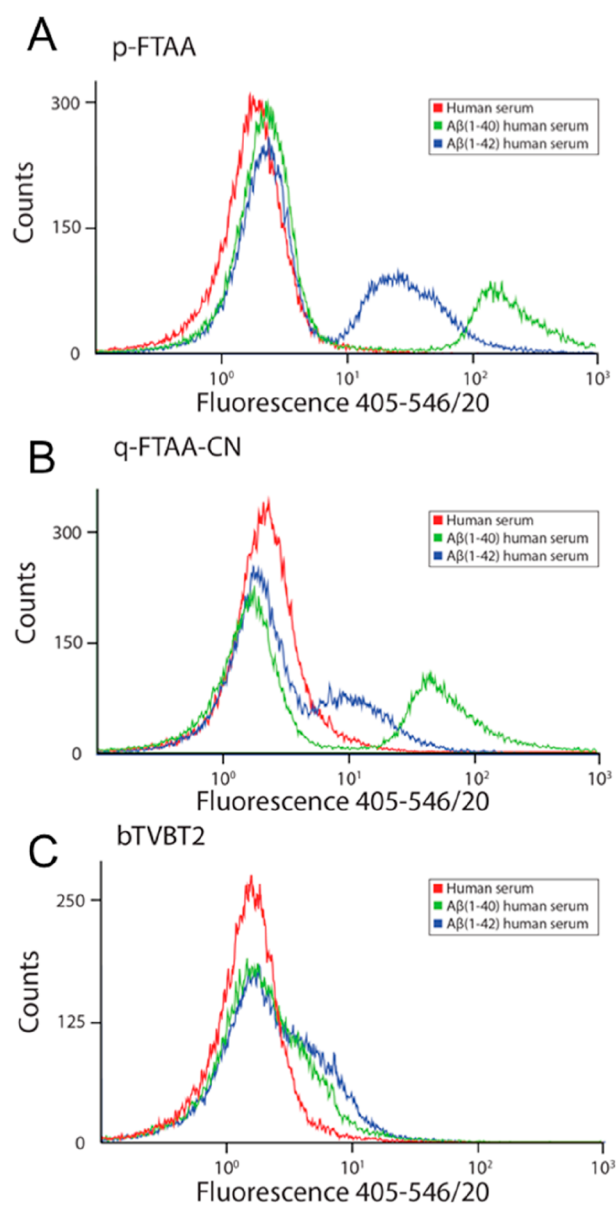 A
p-FTAA
300
150
0
Counts
Human serum
Aβ(1-40) human serum
Aβ(1-42) human serum
10⁰
10¹
10²
10³
Fluorescence 405-546/20
B
q-FTAA-CN
300
150
0
Counts
Human serum
Aβ(1-40) human serum
Aβ(1-42) human serum
10⁰
10¹
10²
10³
Fluorescence 405-546/20
C
bTVBT2
250
125
0
Counts
Human serum
Aβ(1-40) human serum
Aβ(1-42) human serum
10⁰
10¹
10²
10³
Fluorescence 405-546/20